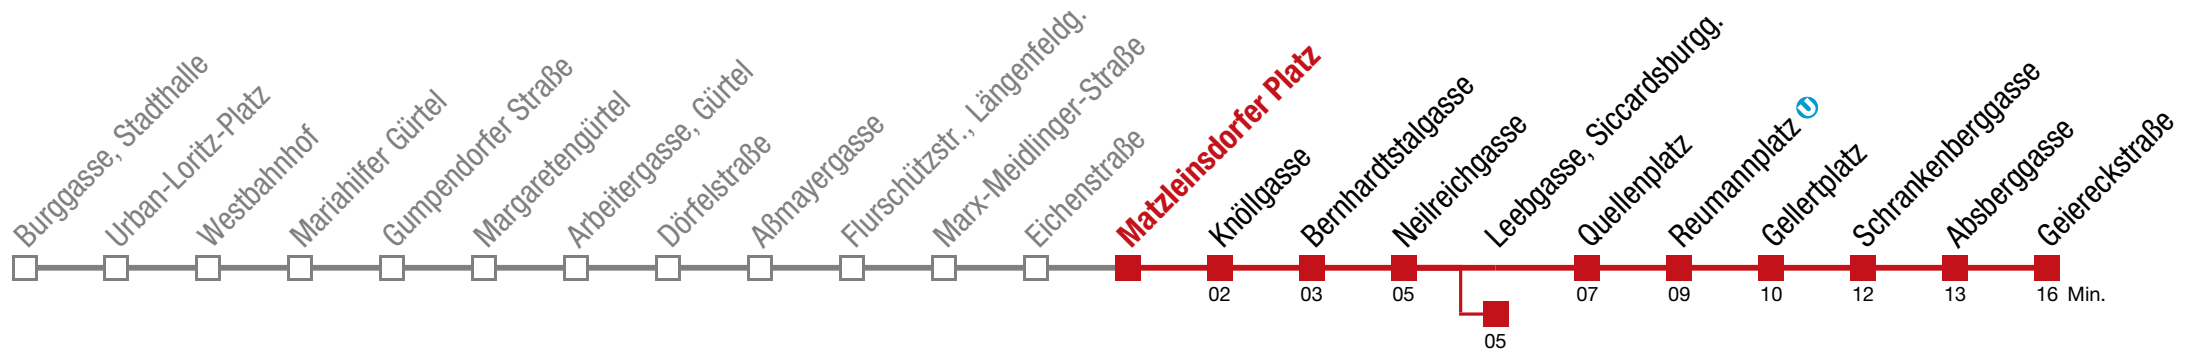 Burggasse, Stadthalle
Urban-Loritz-Platz
Westbahnhof
Mariahilfer Gürtel
Gumpendorfer Straße
Margaretengürtel
Arbeitergasse, Gürtel
Dörfelstraße
Aßmayergasse
Flurschützstr., Längenfeldg.
Marx-Meidlinger-Straße
Eichenstraße
Matzleinsdorfer Platz
Knöllgasse
Bernhardtstalgasse
Neilreichgasse
Leebgasse, Siccardsburgg.
Quellenplatz
Reumannplatz U
Gellertplatz
Schrankenberggasse
Absberggasse
Geiereckstraße
02 03 05 07 09 10 12 13 16 Min.
05